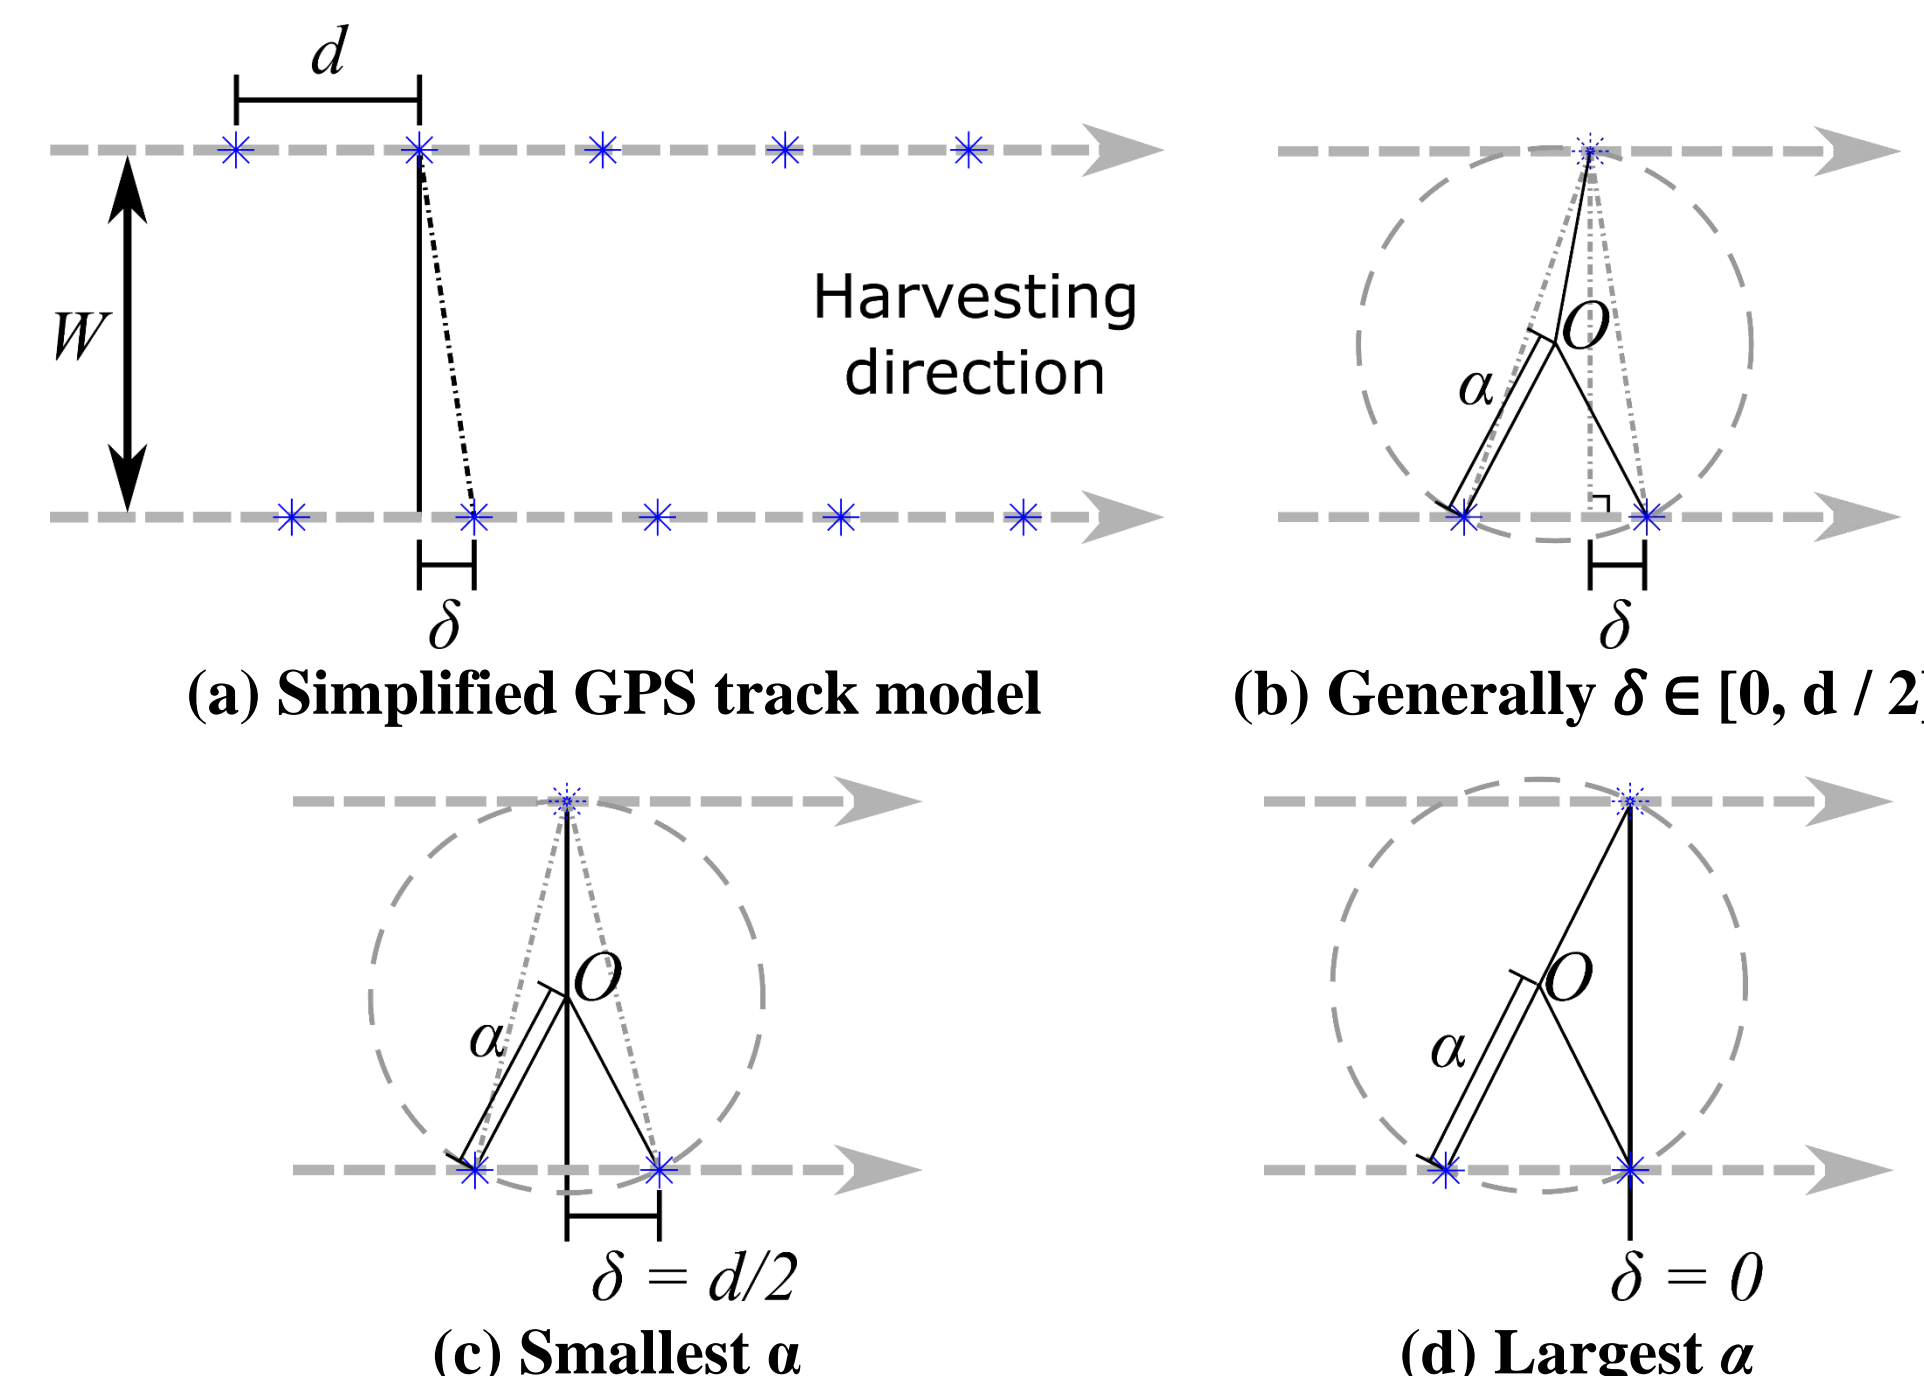 d
W
Harvesting
direction
δ
(a) Simplified GPS track model
O
α
δ
(b) Generally δ ∈ [0, d / 2]
O
α
δ = d/2
(c) Smallest α
O
α
δ = 0
(d) Largest α